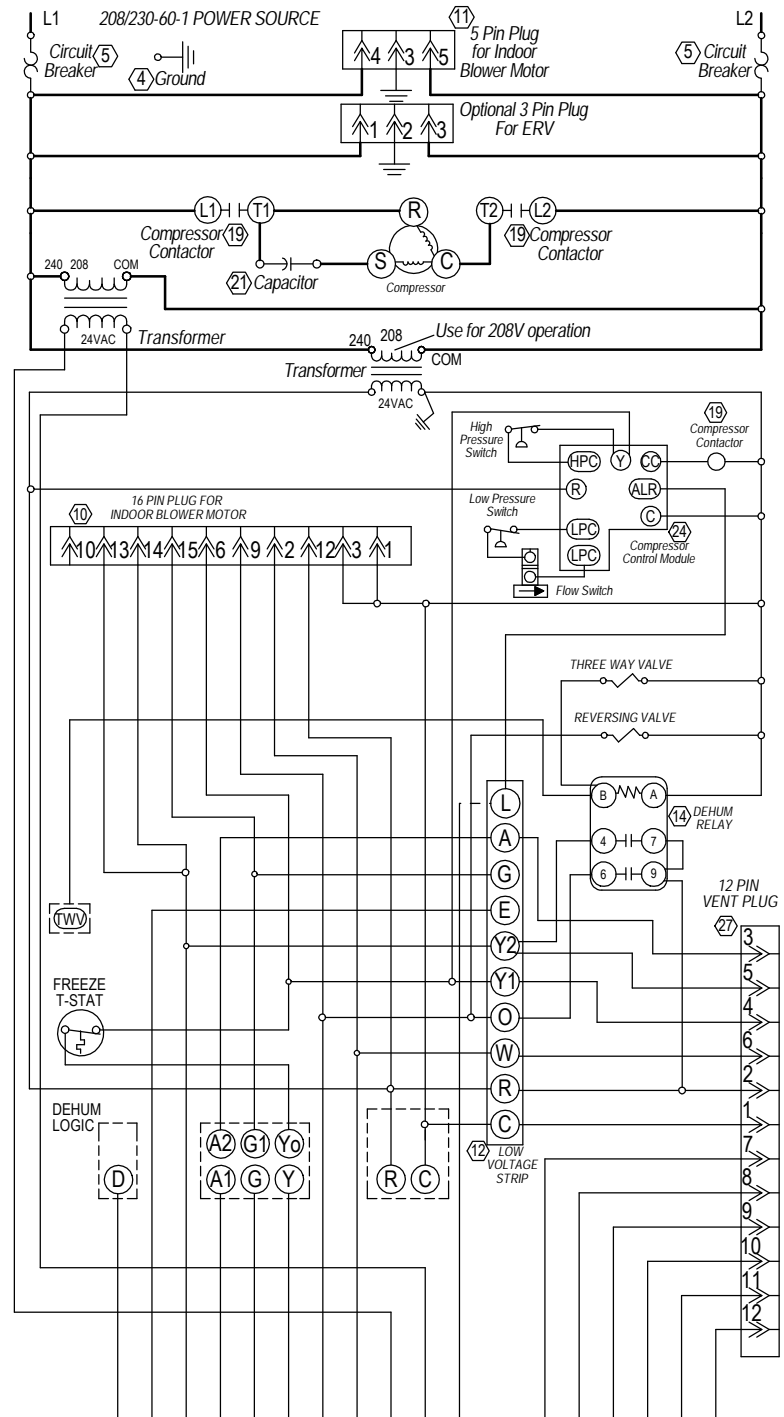 L1
208/230-60-1 POWER SOURCE
11
L2
5 Pin Plug
for Indoor
Blower Motor
Circuit
Breaker
5
4
Ground
4 3 5
5
Circuit
Breaker
Optional 3 Pin Plug
For ERV
1 2 3
L1 T1 R T2 L2
Compressor
Contactor
19
19
Compressor
Contactor
21
Capacitor
S C
Compressor
240 208 COM
24VAC
Transformer
240 208
Use for 208V operation
COM
Transformer
24VAC
High
Pressure
Switch
19
Compressor
Contactor
HPC Y CC
R ALR
Low Pressure
Switch
LPC C
24
Compressor
Control Module
LPC
Flow Switch
10
16 PIN PLUG FOR
INDOOR BLOWER MOTOR
10 13 14 15 6 9 2 12 3 1
THREE WAY VALVE
REVERSING VALVE
B A
14
DEHUM
RELAY
4 7
6 9
L
A
G
E
Y2
Y1
O
W
R
C
12
LOW
VOLTAGE
STRIP
TWV
FREEZE
T-STAT
DEHUM
LOGIC
D
A2 G1 Yo
A1 G Y
R C
12 PIN
VENT PLUG
27
3
5
4
6
2
1
7
8
9
10
11
12